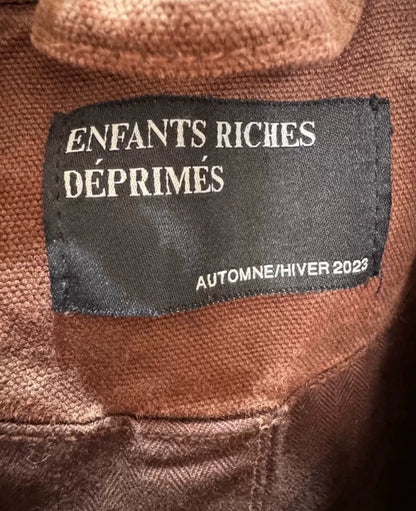 ENFANTS RICHES
DÉPRIMÉS
AUTOMNE/HIVER 2023